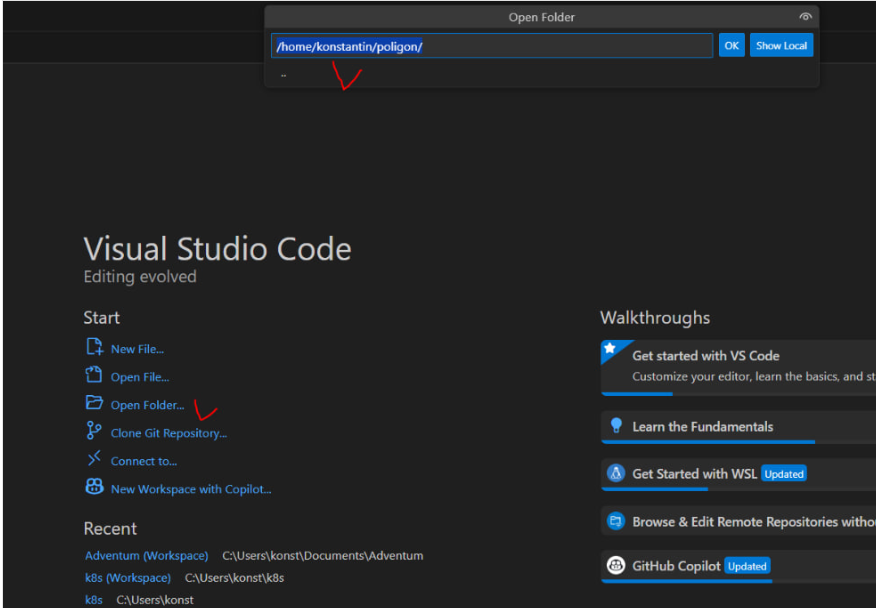 Open Folder
/home/konstantin/poligon/
OK
Show Local
..
Visual Studio Code
Editing evolved
Start
New File...
Open File...
Open Folder...
Clone Git Repository...
Connect to...
New Workspace with Copilot...
Recent
Adventum (Workspace) C:\Users\konst\Documents\Adventum
k8s (Workspace) C:\Users\konst\k8s
k8s C:\Users\konst
Walkthroughs
Get started with VS Code
Customize your editor, learn the basics, and
Learn the Fundamentals
Get Started with WSL Updated
Browse & Edit Remote Repositories
GitHub Copilot Updated